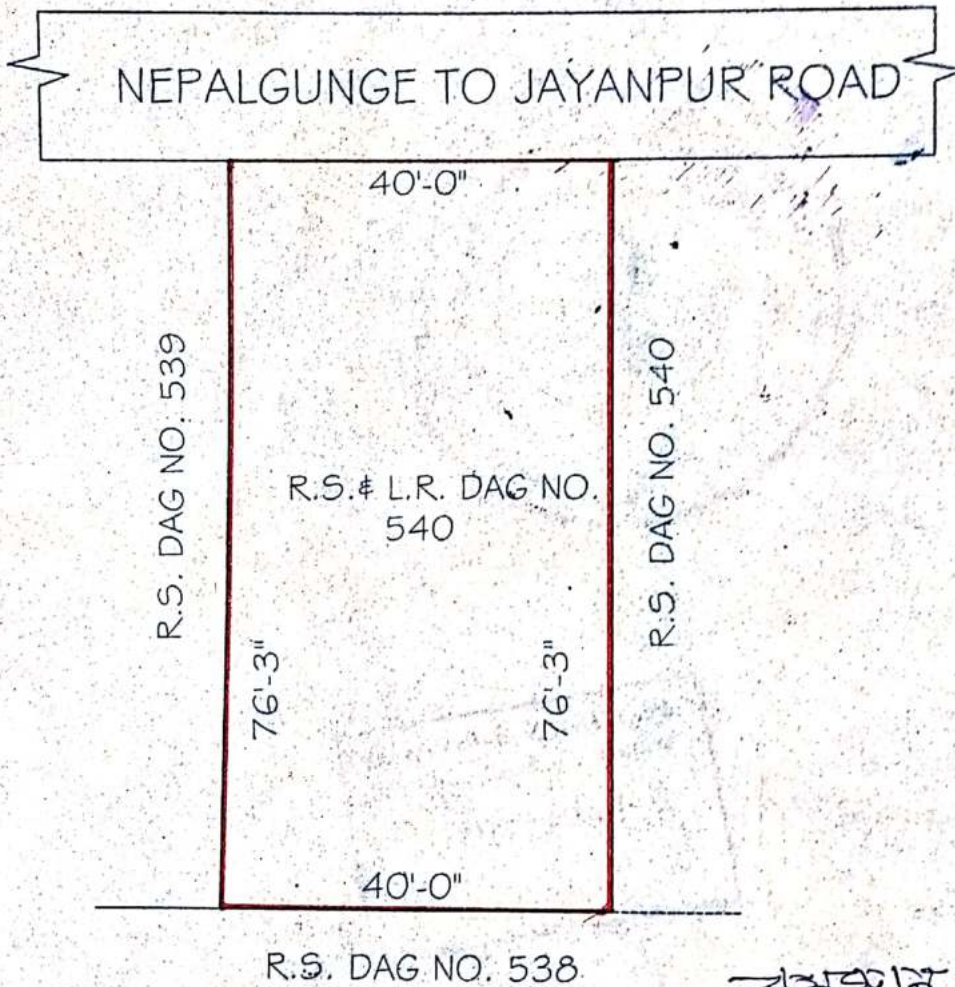 NEPALGUNGE TO JAYANPUR ROAD
40'-0"
R.S. DAG NO. 539
R.S. & L.R. DAG NO.
540
R.S. DAG NO. 540
76'-3"
76'-3"
40'-0"
R.S. DAG NO. 538